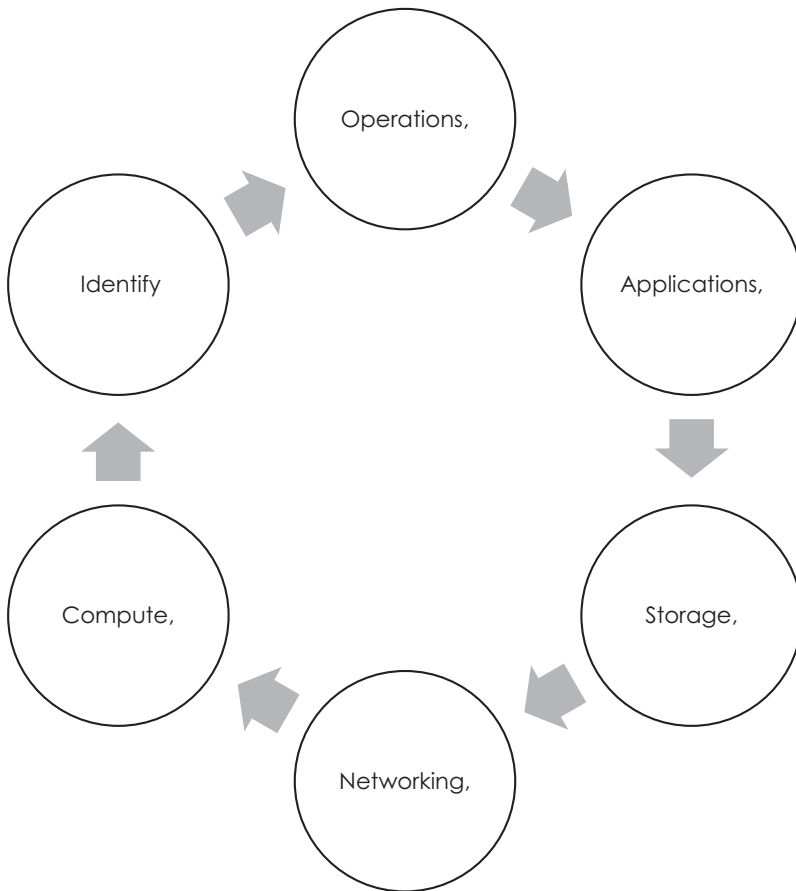 Operations,
Applications,
Storage,
Networking,
Compute,
Identify